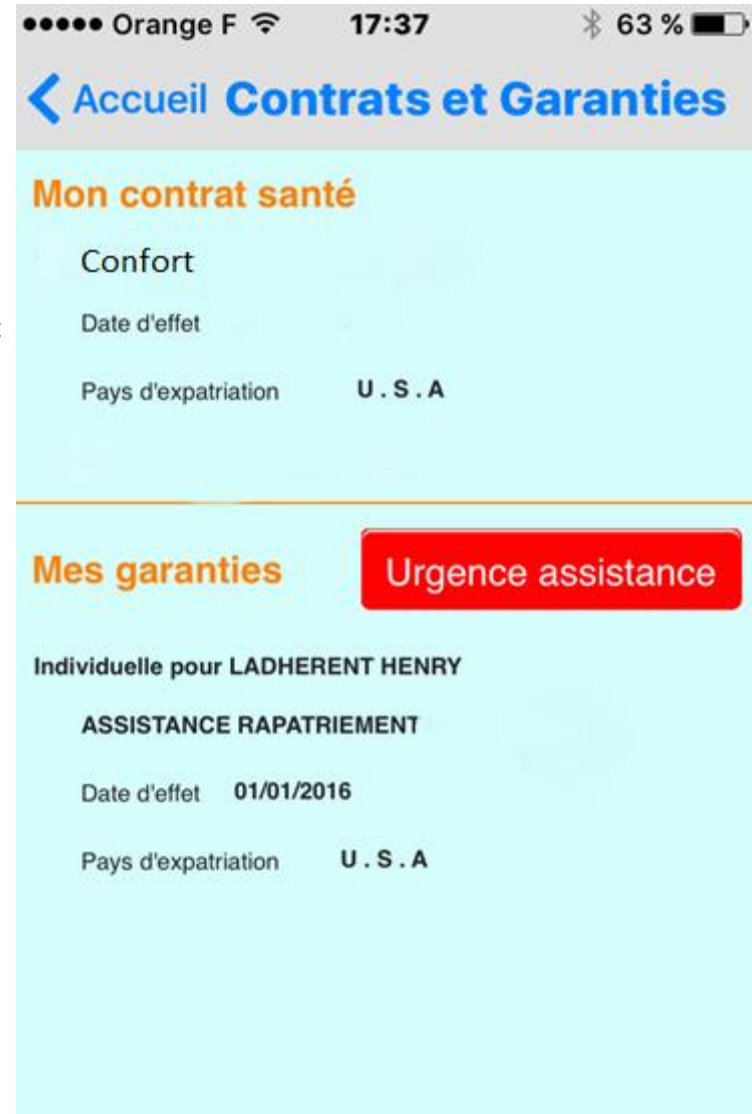 Orange F 17:37 63 %
Accueil Contrats et Garanties
Mon contrat santé
Confort
Date d'effet
Pays d'expatriation U.S.A
Mes garanties Urgence assistance
Individuelle pour LADHERENT HENRY
ASSISTANCE RAPATRIEMENT
Date d'effet 01/01/2016
Pays d'expatriation U.S.A